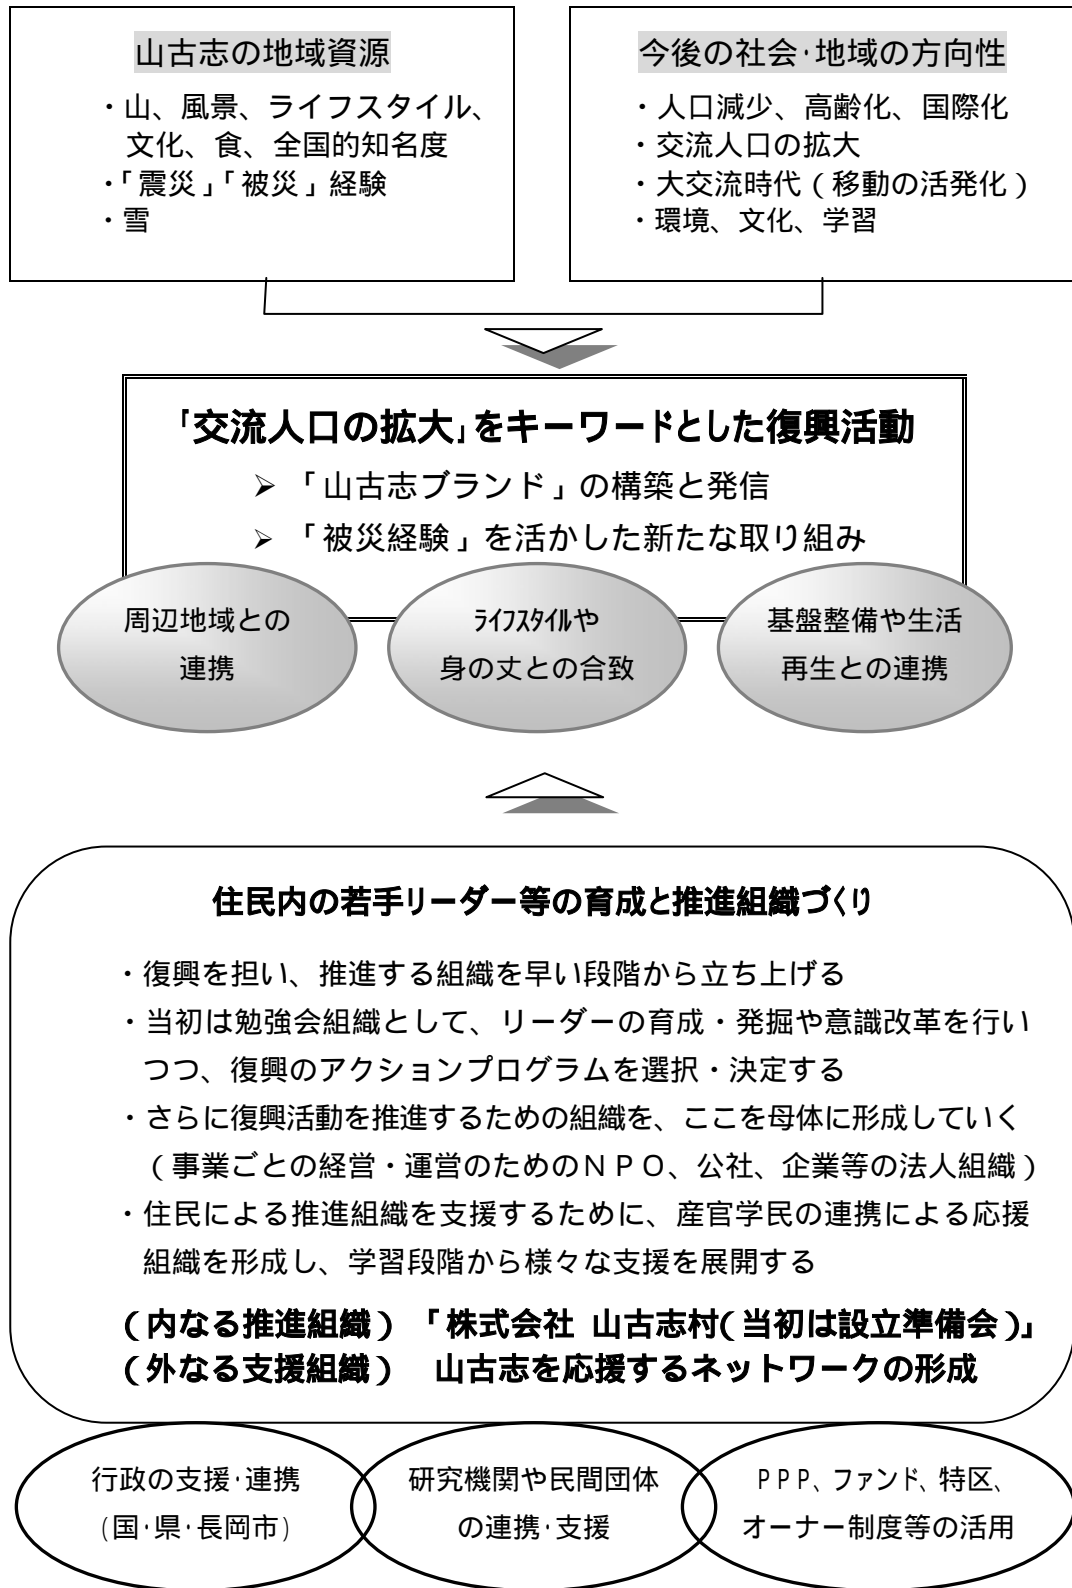 山古志の地域資源
・山、風景、ライフスタイル、
文化、食、全国的知名度
・「震災」「被災」経験
・雪
今後の社会・地域の方向性
・人口減少、高齢化、国際化
・交流人口の拡大
・大交流時代（移動の活発化）
・環境、文化、学習
「交流人口の拡大」をキーワードとした復興活動
➢ 「山古志ブランド」の構築と発信
➢ 「被災経験」を活かした新たな取り組み
周辺地域との
連携
ﾗｲﾌｽﾀｲﾙや
身の丈との合致
基盤整備や生活
再生との連携
住民内の若手リーダー等の育成と推進組織づくり
・復興を担い、推進する組織を早い段階から立ち上げる
・当初は勉強会組織として、リーダーの育成・発掘や意識改革を行い
つつ、復興のアクションプログラムを選択・決定する
・さらに復興活動を推進するための組織を、ここを母体に形成していく
（事業ごとの経営・運営のためのＮＰＯ、公社、企業等の法人組織）
・住民による推進組織を支援するために、産官学民の連携による応援
組織を形成し、学習段階から様々な支援を展開する
（内なる推進組織）「株式会社 山古志村（当初は設立準備会）」
（外なる支援組織） 山古志を応援するネットワークの形成
行政の支援・連携
（国・県・長岡市）
研究機関や民間団体
の連携・支援
ＰＰＰ、ファンド、特区、
オーナー制度等の活用